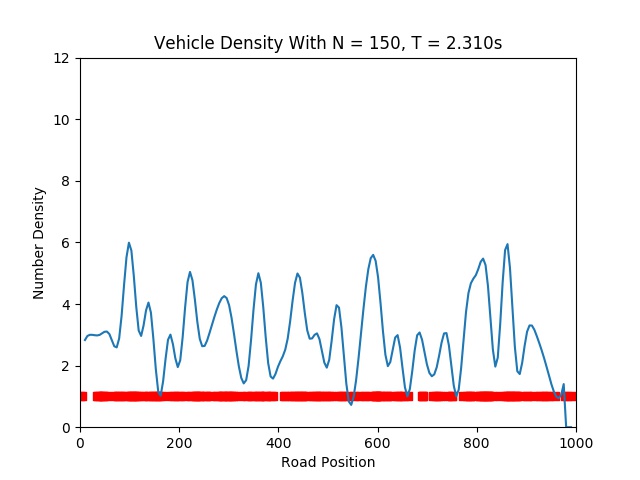 Vehicle Density With N = 150, T = 2.310s
12
10
8
6
4
2
0
Number Density
0 200 400 600 800 1000
Road Position